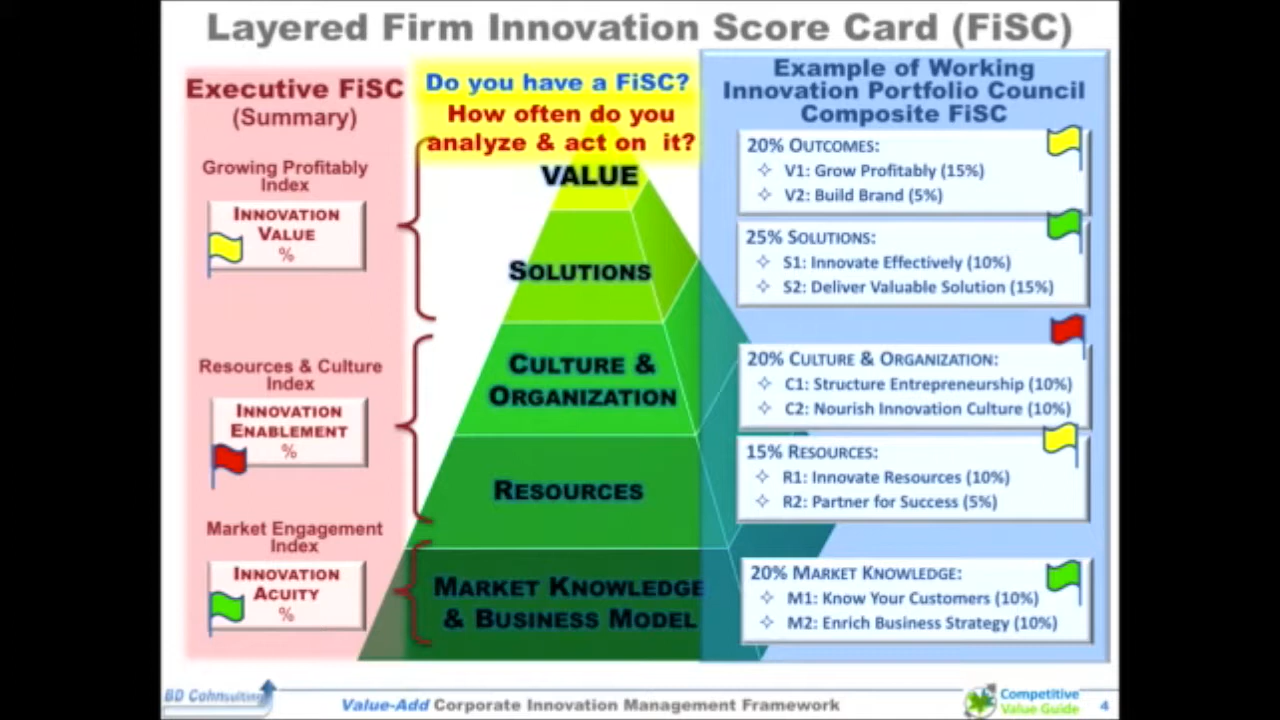 Layered Firm Innovation Score Card (FiSC)
Executive FiSC
(Summary)
Growing Profitably
Index
INNOVATION
VALUE
%
Resources & Culture
Index
INNOVATION
ENABLEMENT
%
Market Engagement
Index
INNOVATION
ACUITY
%
Do you have a FiSC?
How often do you
analyze & act on it?
VALUE
SOLUTIONS
CULTURE &
ORGANIZATION
RESOURCES
MARKET KNOWLEDGE
& BUSINESS MODEL
Example of Working
Innovation Portfolio Council
Composite FiSC
20% OUTCOMES:
V1: Grow Profitably (15%)
V2: Build Brand (5%)
25% SOLUTIONS:
S1: Innovate Effectively (10%)
S2: Deliver Valuable Solution (15%)
20% CULTURE & ORGANIZATION:
C1: Structure Entrepreneurship (10%)
C2: Nourish Innovation Culture (10%)
15% RESOURCES:
R1: Innovate Resources (10%)
R2: Partner for Success (5%)
20% MARKET KNOWLEDGE:
M1: Know Your Customers (10%)
M2: Enrich Business Strategy (10%)
BD Cohnsulting
Value-Add Corporate Innovation Management Framework
Competitive
Value Guide
4